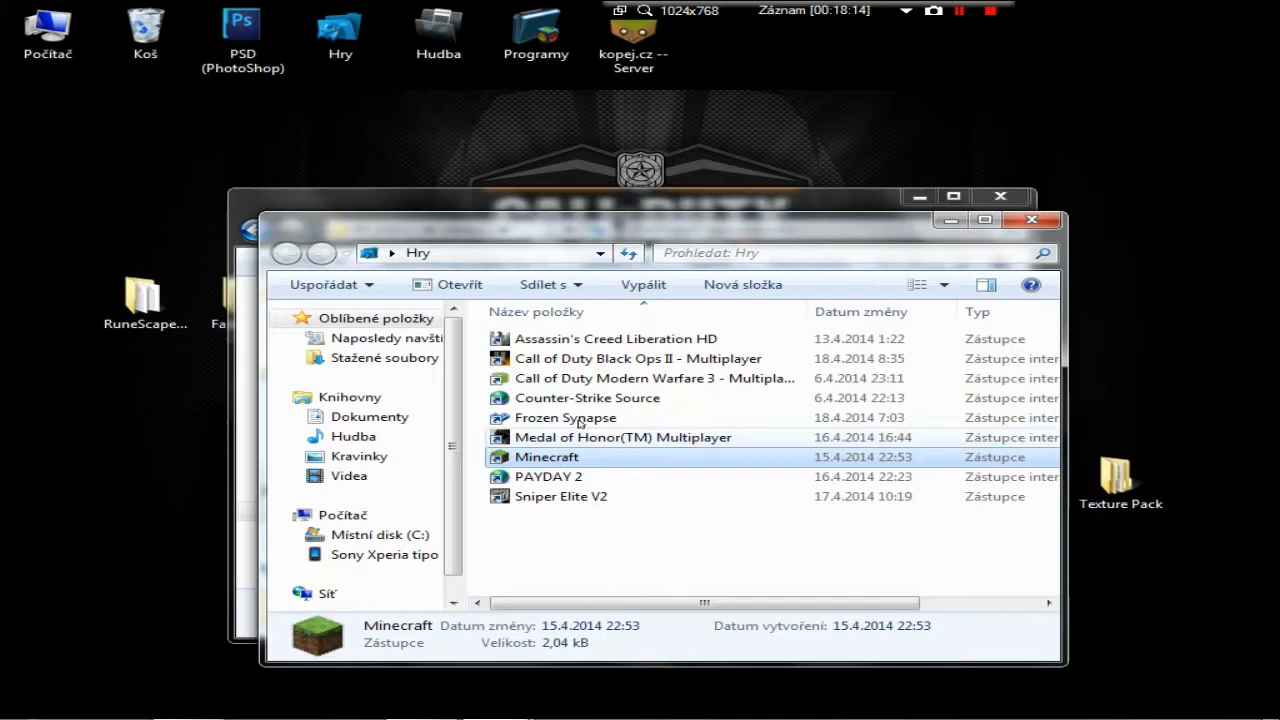 1024x768 Záznam [00:18:14]
Počítač
Koš
PSD
(PhotoShop)
Hry
Hudba
Programy
kopej.cz --
Server
Ps
RuneScape...
Texture Pack
Hry
Prohledat: Hry
Uspořádat Otevřít Sdílet s Vypálit Nová složka
Název položky Datum změny Typ
Oblíbené položky
Naposledy navští
Stažené soubory
Knihovny
Dokumenty
Hudba
Kravinky
Videa
Počítač
Místní disk (C:)
Sony Xperia tipo
Síť
Assassin's Creed Liberation HD 13.4.2014 1:22 Zástupce
Call of Duty Black Ops II - Multiplayer 18.4.2014 8:35 Zástupce inter
Call of Duty Modern Warfare 3 - Multipla... 6.4.2014 23:11 Zástupce inter
Counter-Strike Source 6.4.2014 22:13 Zástupce inter
Frozen Synapse 18.4.2014 7:03 Zástupce inter
Medal of Honor(TM) Multiplayer 16.4.2014 16:44 Zástupce inter
Minecraft 15.4.2014 22:53 Zástupce
PAYDAY 2 16.4.2014 22:23 Zástupce inter
Sniper Elite V2 17.4.2014 10:19 Zástupce inter
Minecraft Datum změny: 15.4.2014 22:53 Datum vytvoření: 15.4.2014 22:53
Zástupce Velikost: 2,04 kB